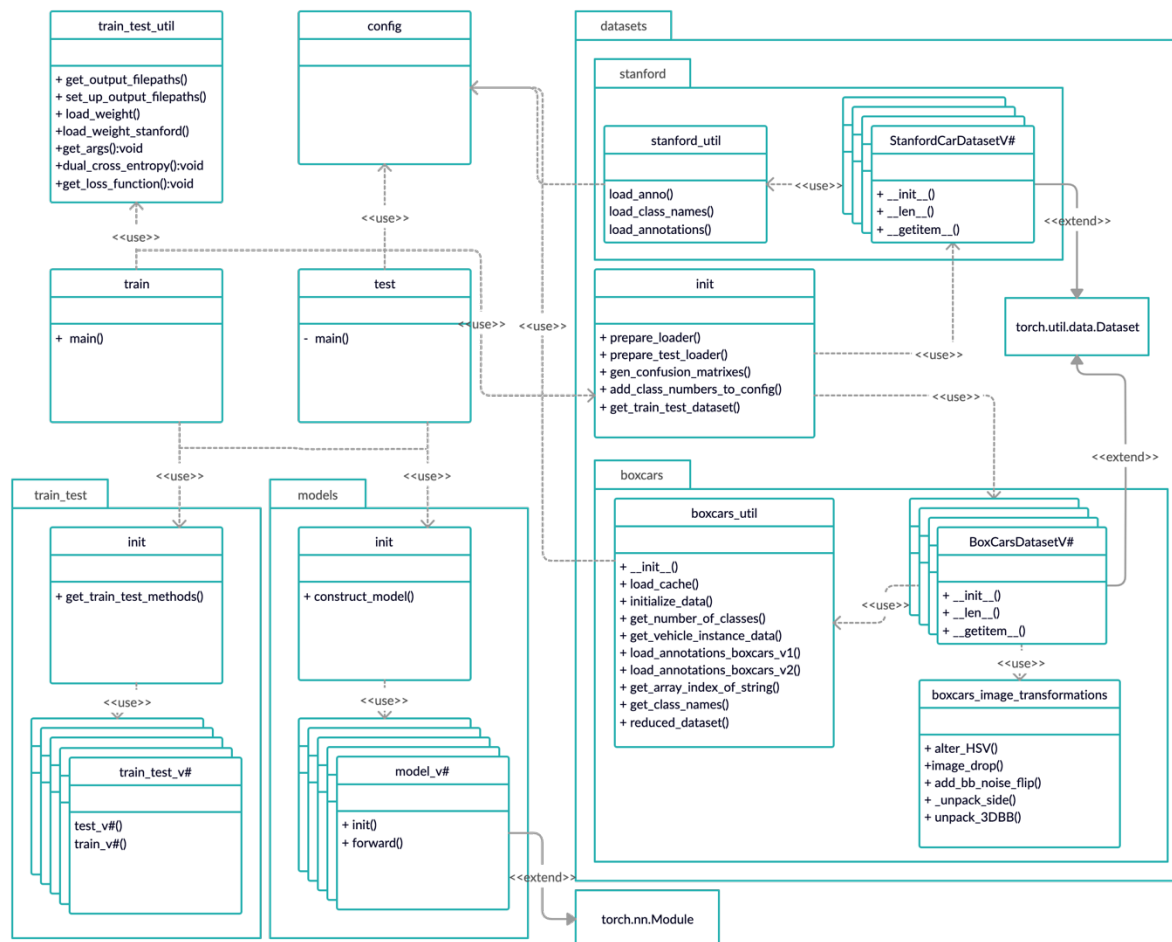 train_test_util
+ get_output_filepaths()
+ set_up_output_filepaths()
+ load_weight()
+load_weight_stanford()
+get_args():void
+dual_cross_entropy():void
+get_loss_function():void
config
<<use>>
<<use>>
train
+ main()
test
- main()
<<use>>
<<use>>
<<use>>
<<use>>
train_test
init
+ get_train_test_methods()
<<use>>
train_test_v#
test_v#()
train_v#()
models
init
+ construct_model()
<<use>>
model_v#
+ init()
+ forward()
<<extend>>
torch.nn.Module
datasets
stanford
stanford_util
load_anno()
load_class_names()
load_annotations()
<<use>>
StanfordCarDatasetV#
+ __init__()
+ __len__()
+ __getitem__()
<<extend>>
torch.util.data.Dataset
init
+ prepare_loader()
+ prepare_test_loader()
+ gen_confusion_matrixes()
+ add_class_numbers_to_config()
+ get_train_test_dataset()
<<use>>
<<use>>
<<extend>>
boxcars
boxcars_util
+ __init__()
+ load_cache()
+ initialize_data()
+ get_number_of_classes()
+ get_vehicle_instance_data()
+ load_annotations_boxcars_v1()
+ load_annotations_boxcars_v2()
+ get_array_index_of_string()
+ get_class_names()
+ reduced_dataset()
<<use>>
BoxCarsDatasetV#
+ __init__()
+ __len__()
+ __getitem__()
<<use>>
boxcars_image_transformations
+ alter_HSV()
+image_drop()
+ add_bb_noise_flip()
+ _unpack_side()
+ unpack_3DBB()